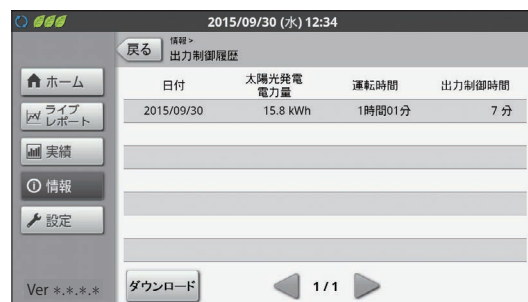 2015/09/30 (水) 12:34
戻る
情報 >
出力制御履歴
ホーム
ライブ
レポート
実績
情報
設定
Ver *.*.*.*
日付
太陽光発電
電力量
運転時間
出力制御時間
2015/09/30
15.8 kWh
1時間01分
7 分
ダウンロード
1/1